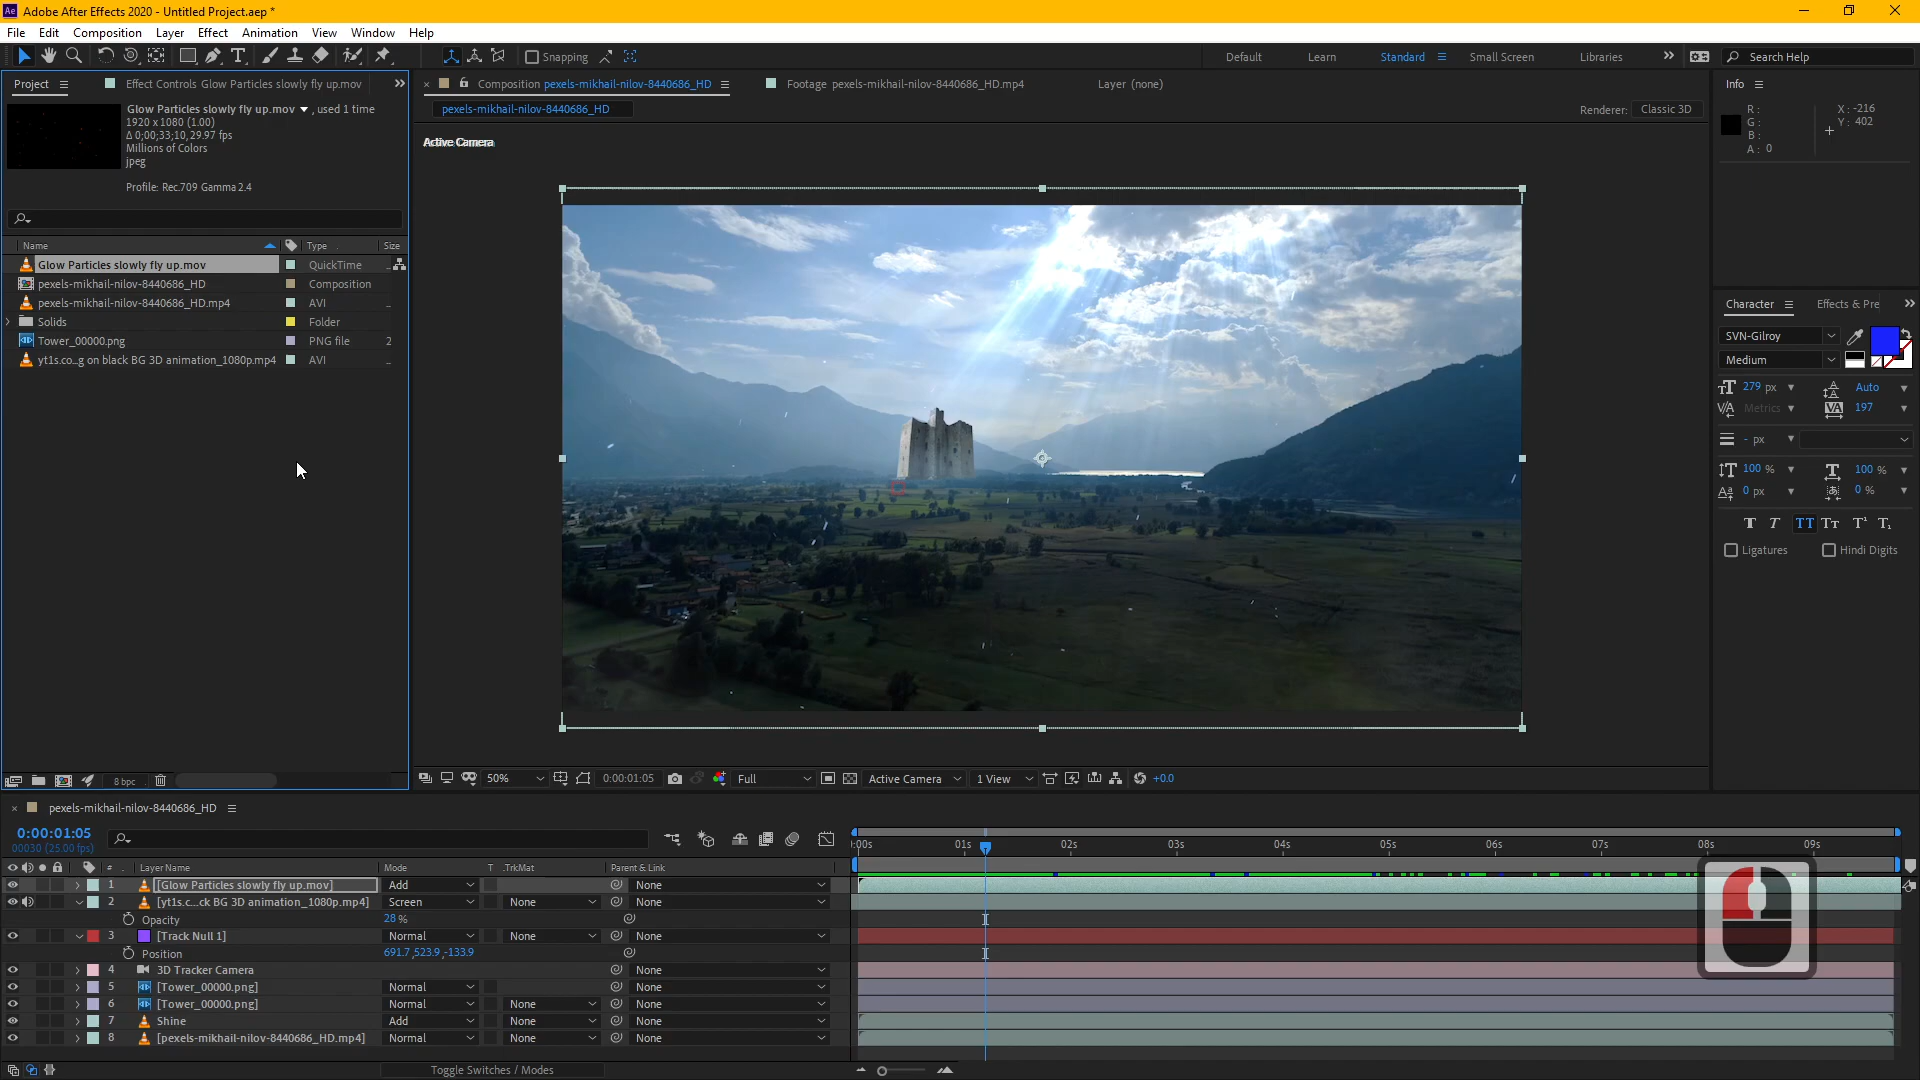 Adobe After Effects 2020 - Untitled Project.aep *
File Edit Composition Layer Effect Animation View Window Help
Snapping
Default Learn Standard Small Screen Libraries Search Help
Project Effect Controls Glow Particles slowly fly up.mov
Composition pexels-mikhail-nilov-8440686_HD
Footage pexels-mikhail-nilov-8440686_HD.mp4
Layer (none)
Info
Glow Particles slowly fly up.mov , used 1 time
1920 x 1080 (1.00)
Δ 0;00;33;10, 29.97 fps
Millions of Colors
jpeg
Profile: Rec.709 Gamma 2.4
pexels-mikhail-nilov-8440686_HD
Renderer: Classic 3D
Active Camera
R :
G :
B :
A : 0
X : -216
Y : 402
Name Type Size
Glow Particles slowly fly up.mov QuickTime
pexels-mikhail-nilov-8440686_HD Composition
pexels-mikhail-nilov-8440686_HD.mp4 AVI
Solids Folder
Tower_00000.png PNG file 2
yt1s.co...g on black BG 3D animation_1080p.mp4 AVI
Character Effects & Pre
SVN-Gilroy
Medium
279 px Auto
Metrics 197
- px
100 % 100 %
0 px 0 %
T T TT Tt T¹ T₁
Ligatures Hindi Digits
8 bpc
50% 0:00:01:05 Full Active Camera 1 View +0.0
pexels-mikhail-nilov-8440686_HD
0:00:01:05
00030 (25.00 fps)
:00s 01s 02s 03s 04s 05s 06s 07s 08s 09s
# Layer Name Mode T .TrkMat Parent & Link
1 [Glow Particles slowly fly up.mov] Add None
2 [yt1s.c...ck BG 3D animation_1080p.mp4] Screen None None
Opacity 28 %
3 [Track Null 1] Normal None None
Position 691.7 ,523.9 ,-133.9
4 3D Tracker Camera None
5 [Tower_00000.png] Normal None
6 [Tower_00000.png] Normal None None
7 Shine Add None None
8 [pexels-mikhail-nilov-8440686_HD.mp4] Normal None None
Toggle Switches / Modes